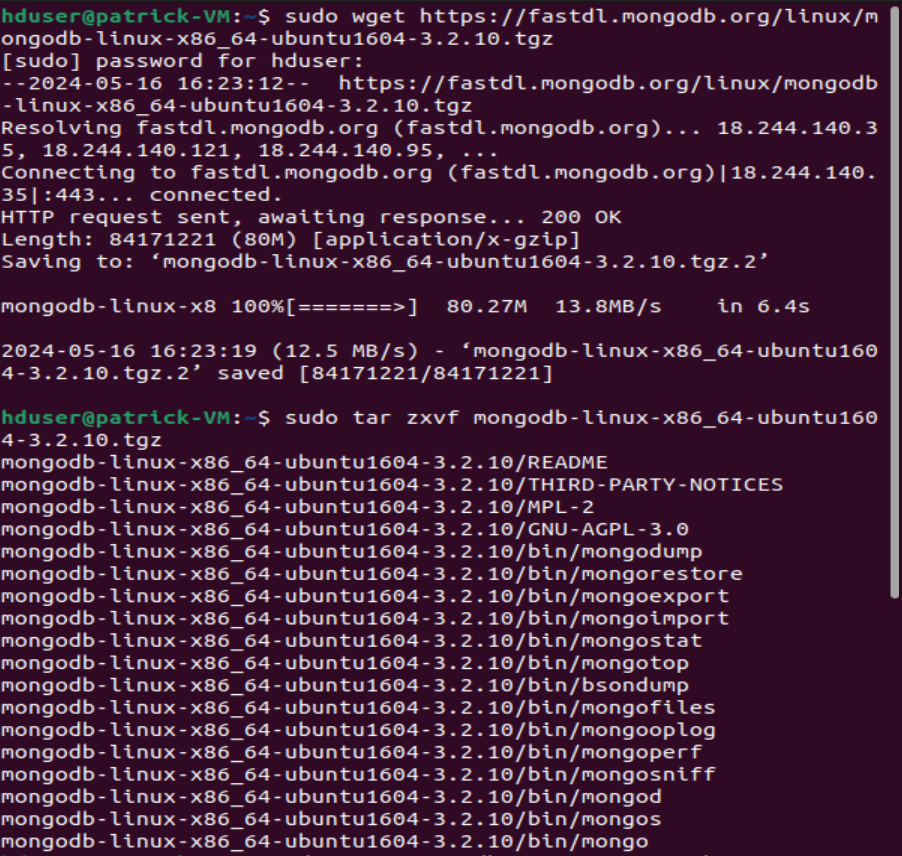 hduser@patrick-VM:~$ sudo wget https://fastdl.mongodb.org/linux/m
ongodb-linux-x86_64-ubuntu1604-3.2.10.tgz
[sudo] password for hduser:
--2024-05-16 16:23:12--  https://fastdl.mongodb.org/linux/mongodb
-linux-x86_64-ubuntu1604-3.2.10.tgz
Resolving fastdl.mongodb.org (fastdl.mongodb.org)... 18.244.140.3
5, 18.244.140.121, 18.244.140.95, ...
Connecting to fastdl.mongodb.org (fastdl.mongodb.org)|18.244.140.
35|:443... connected.
HTTP request sent, awaiting response... 200 OK
Length: 84171221 (80M) [application/x-gzip]
Saving to: ‘mongodb-linux-x86_64-ubuntu1604-3.2.10.tgz.2’
mongodb-linux-x8 100%[=======>]  80.27M  13.8MB/s    in 6.4s
2024-05-16 16:23:19 (12.5 MB/s) - ‘mongodb-linux-x86_64-ubuntu160
4-3.2.10.tgz.2’ saved [84171221/84171221]
hduser@patrick-VM:~$ sudo tar zxvf mongodb-linux-x86_64-ubuntu160
4-3.2.10.tgz
mongodb-linux-x86_64-ubuntu1604-3.2.10/README
mongodb-linux-x86_64-ubuntu1604-3.2.10/THIRD-PARTY-NOTICES
mongodb-linux-x86_64-ubuntu1604-3.2.10/MPL-2
mongodb-linux-x86_64-ubuntu1604-3.2.10/GNU-AGPL-3.0
mongodb-linux-x86_64-ubuntu1604-3.2.10/bin/mongodump
mongodb-linux-x86_64-ubuntu1604-3.2.10/bin/mongorestore
mongodb-linux-x86_64-ubuntu1604-3.2.10/bin/mongoexport
mongodb-linux-x86_64-ubuntu1604-3.2.10/bin/mongoimport
mongodb-linux-x86_64-ubuntu1604-3.2.10/bin/mongostat
mongodb-linux-x86_64-ubuntu1604-3.2.10/bin/mongotop
mongodb-linux-x86_64-ubuntu1604-3.2.10/bin/bsondump
mongodb-linux-x86_64-ubuntu1604-3.2.10/bin/mongofiles
mongodb-linux-x86_64-ubuntu1604-3.2.10/bin/mongooplog
mongodb-linux-x86_64-ubuntu1604-3.2.10/bin/mongoperf
mongodb-linux-x86_64-ubuntu1604-3.2.10/bin/mongosniff
mongodb-linux-x86_64-ubuntu1604-3.2.10/bin/mongod
mongodb-linux-x86_64-ubuntu1604-3.2.10/bin/mongos
mongodb-linux-x86_64-ubuntu1604-3.2.10/bin/mongo